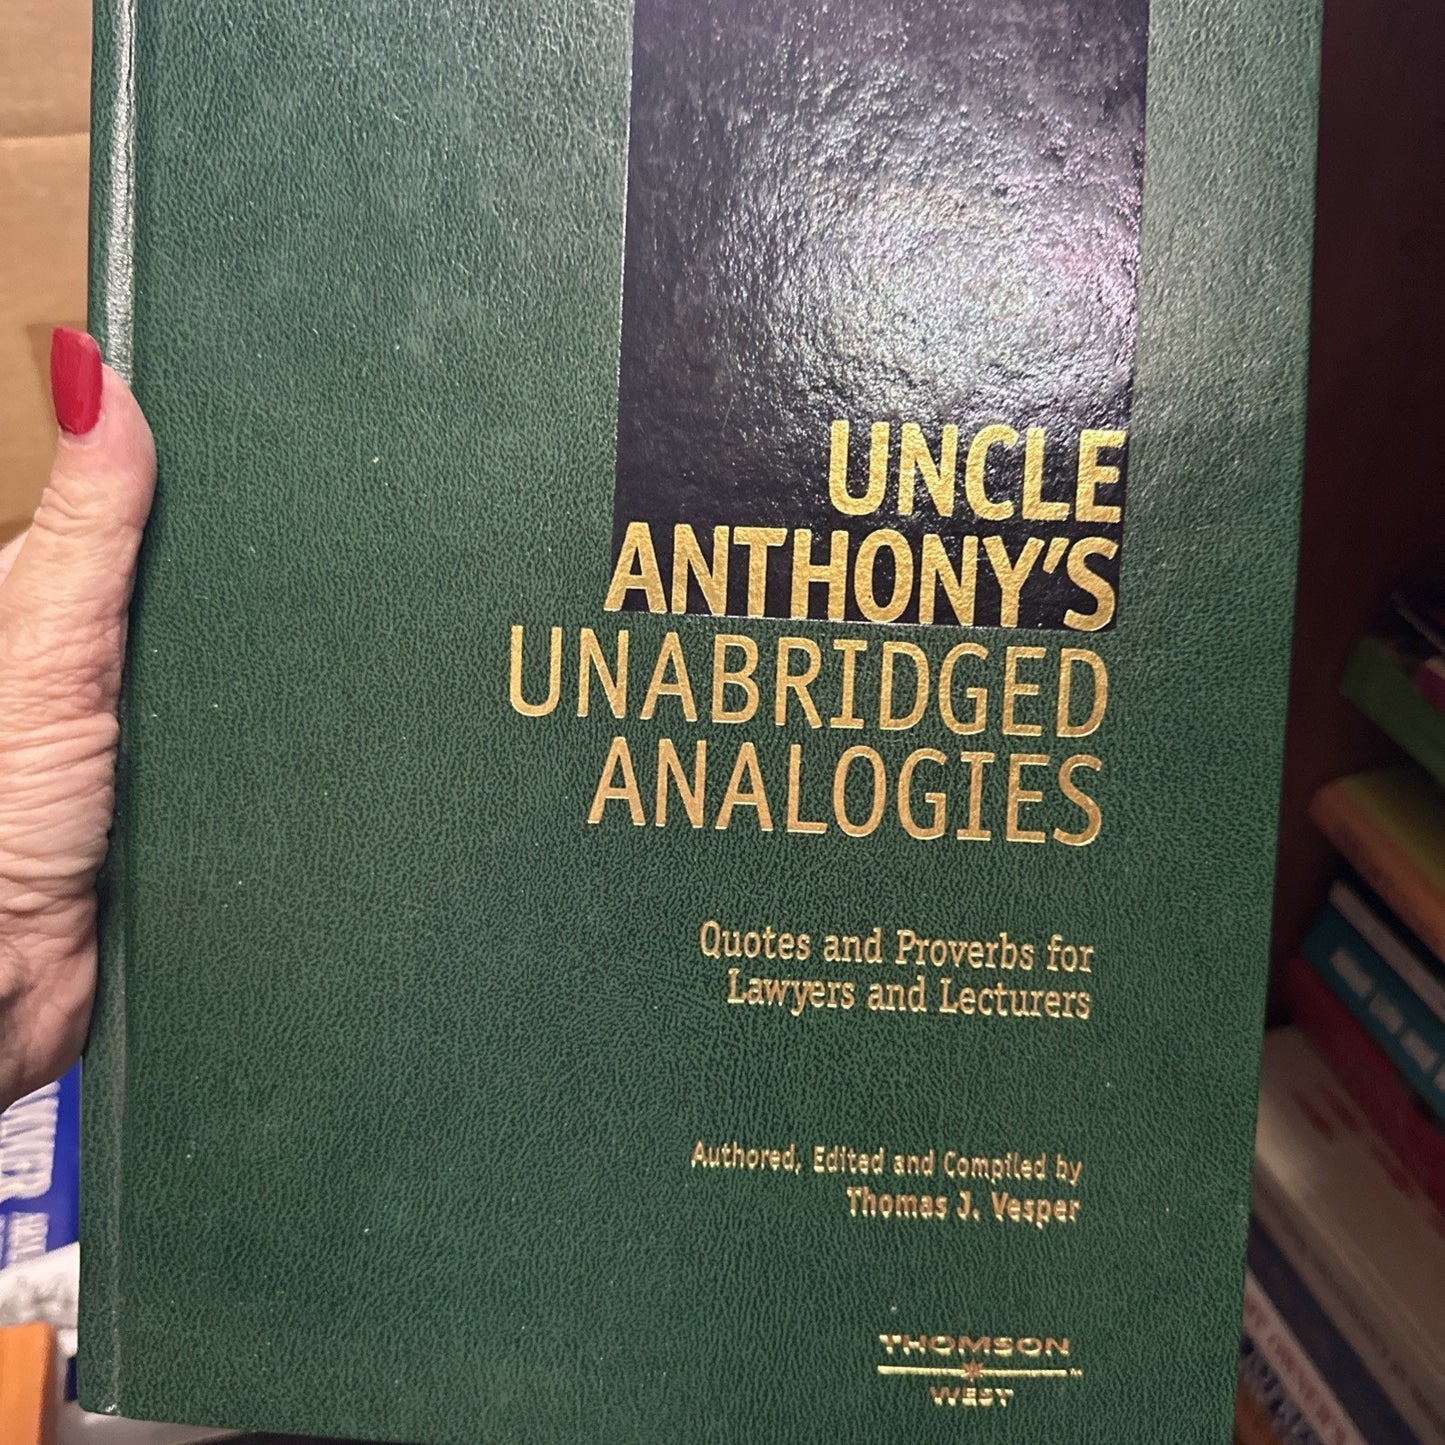 UNCLE
ANTHONY'S
UNABRIDGED
ANALOGIES
Quotes and Proverbs for
Lawyers and Lecturers
Authored, Edited and Compiled by
Thomas J. Vesper
THOMSON
WEST